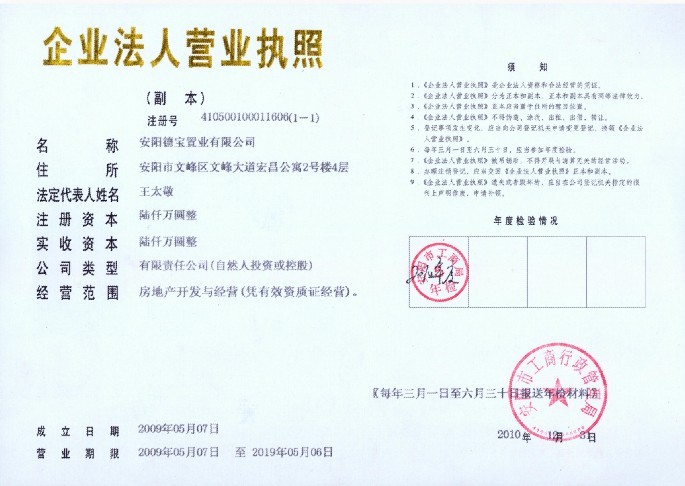 企业法人营业执照
(副 本)
注册号 410500100011606(1-1)
名称 安阳德宝置业有限公司
住所 安阳市文峰区文峰大道宏昌公寓2号楼4层
法定代表人姓名 王太敬
注册资本 陆仟万圆整
实收资本 陆仟万圆整
公司类型 有限责任公司(自然人投资或控股)
经营范围 房地产开发与经营(凭有效资质证经营)。
成立日期 2009年05月07日
营业期限 2009年05月07日 至 2019年05月06日
须知
1.《企业法人营业执照》是企业法人资格和合法经营的凭证。
2.《企业法人营业执照》分为正本和副本，正本和副本具有同等法律效力。
3.《企业法人营业执照》正本应当置于住所的醒目位置。
4.《企业法人营业执照》不得伪造、涂改、出租、出借、转让。
5.登记事项发生变化，应当向公司登记机关申请变更登记，换领《企业法人营业执照》。
6.每年三月一日至六月三十日，应当参加年度检验。
7.《企业法人营业执照》被吊销后，不得开展与清算无关的经营活动。
8.办理注销登记，应当交回《企业法人营业执照》正本和副本。
9.《企业法人营业执照》遗失或者毁坏的，应当在公司登记机关指定的报刊上声明作废，申请补领。
年度检验情况
安阳市工商局
年检
《每年三月一日至六月三十日报送年检材料》
安阳市工商行政管理局
2010年 12月 31日